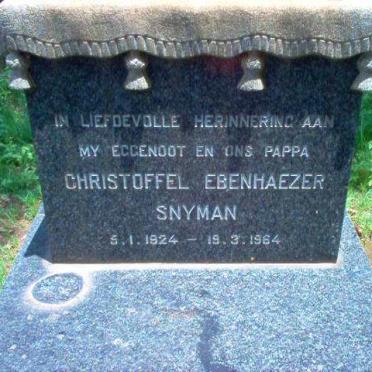 IN LIEFDEVOLLE HERINNERING AAN
MY EGGENOOT EN ONS PAPPA
CHRISTOFFEL EBENHAEZER
SNYMAN
5.1.1924 – 19.3.1964